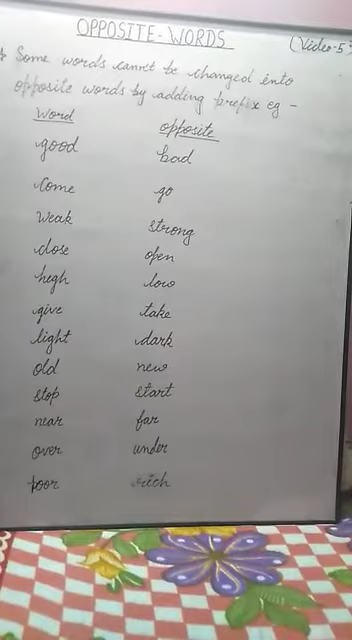 OPPOSITE-WORDS
(Video-5)
Some words cannot be changed into
opposite words by adding prefix eg -
Word opposite
good bad
Come go
Weak strong
close open
high low
give take
light dark
old new
stop start
near far
over under
poor rich